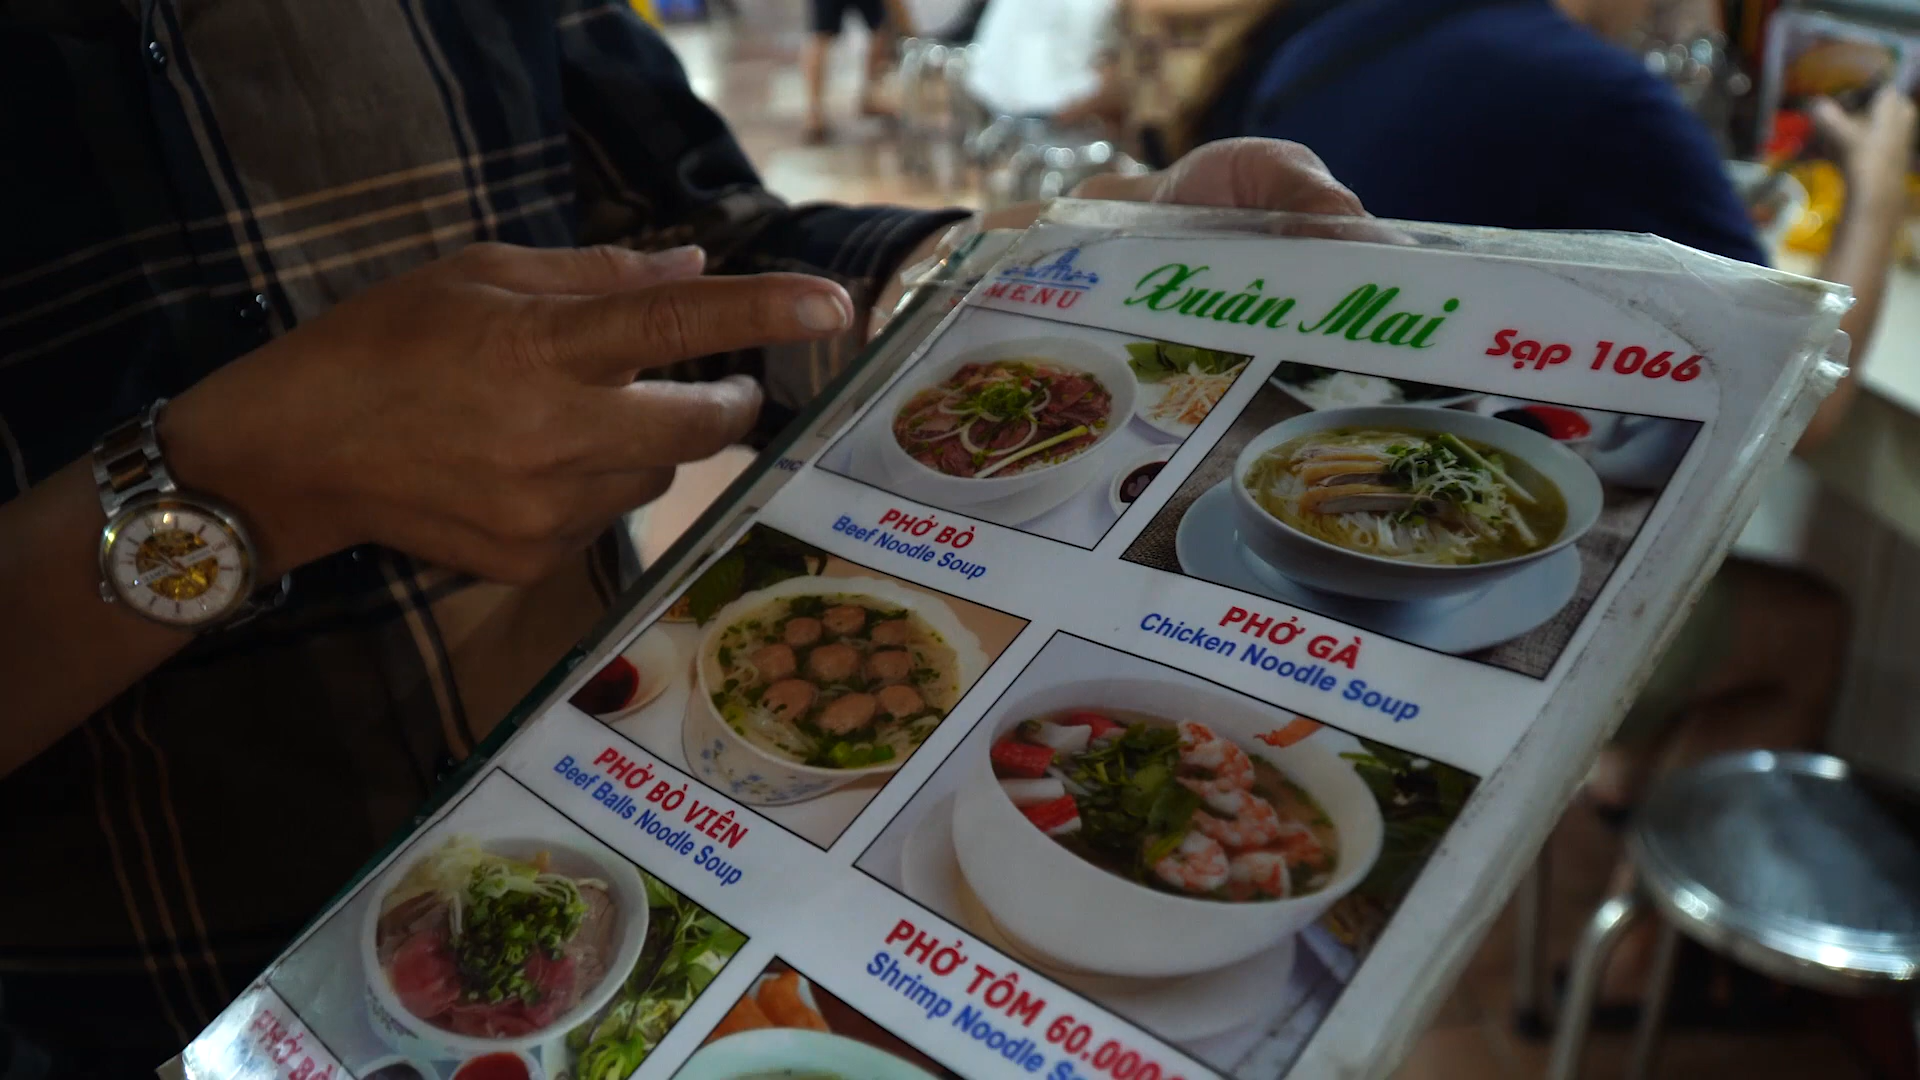 MENU
Xuân Mai
Sạp 1066
PHỞ BÒ
Beef Noodle Soup
PHỞ GÀ
Chicken Noodle Soup
PHỞ BÒ VIÊN
Beef Balls Noodle Soup
PHỞ TÔM 60.000
Shrimp Noodle
PHỞ